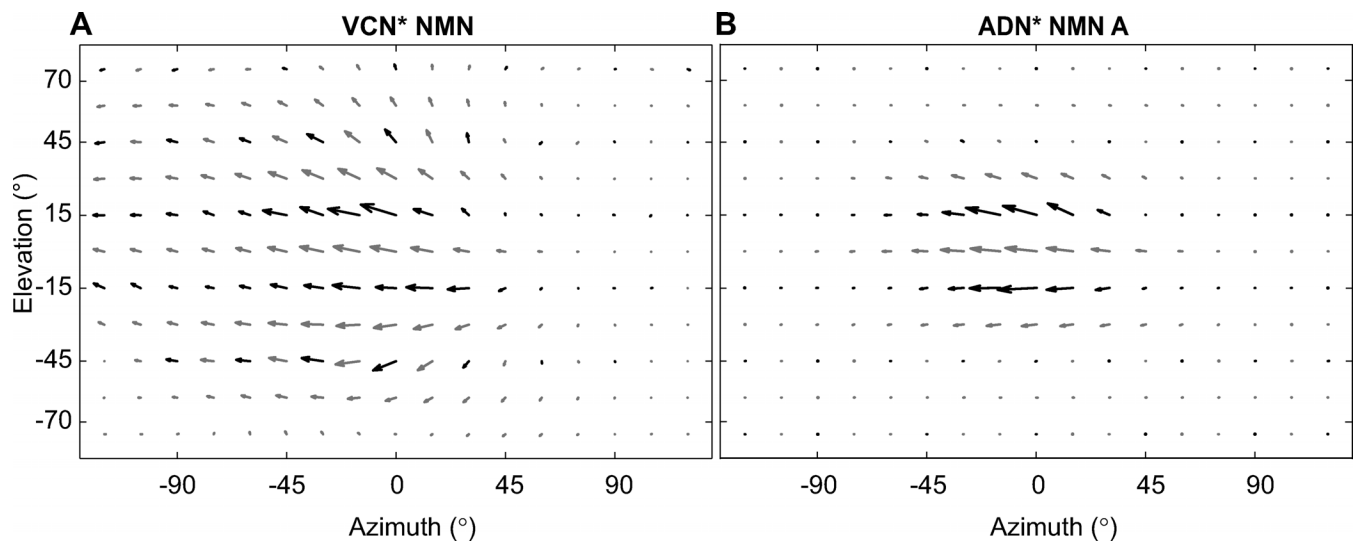 A VCN* NMN
B ADN* NMN A
Elevation (°)
70
45
15
-15
-45
-70
-90 -45 0 45 90
-90 -45 0 45 90
Azimuth (°)
Azimuth (°)